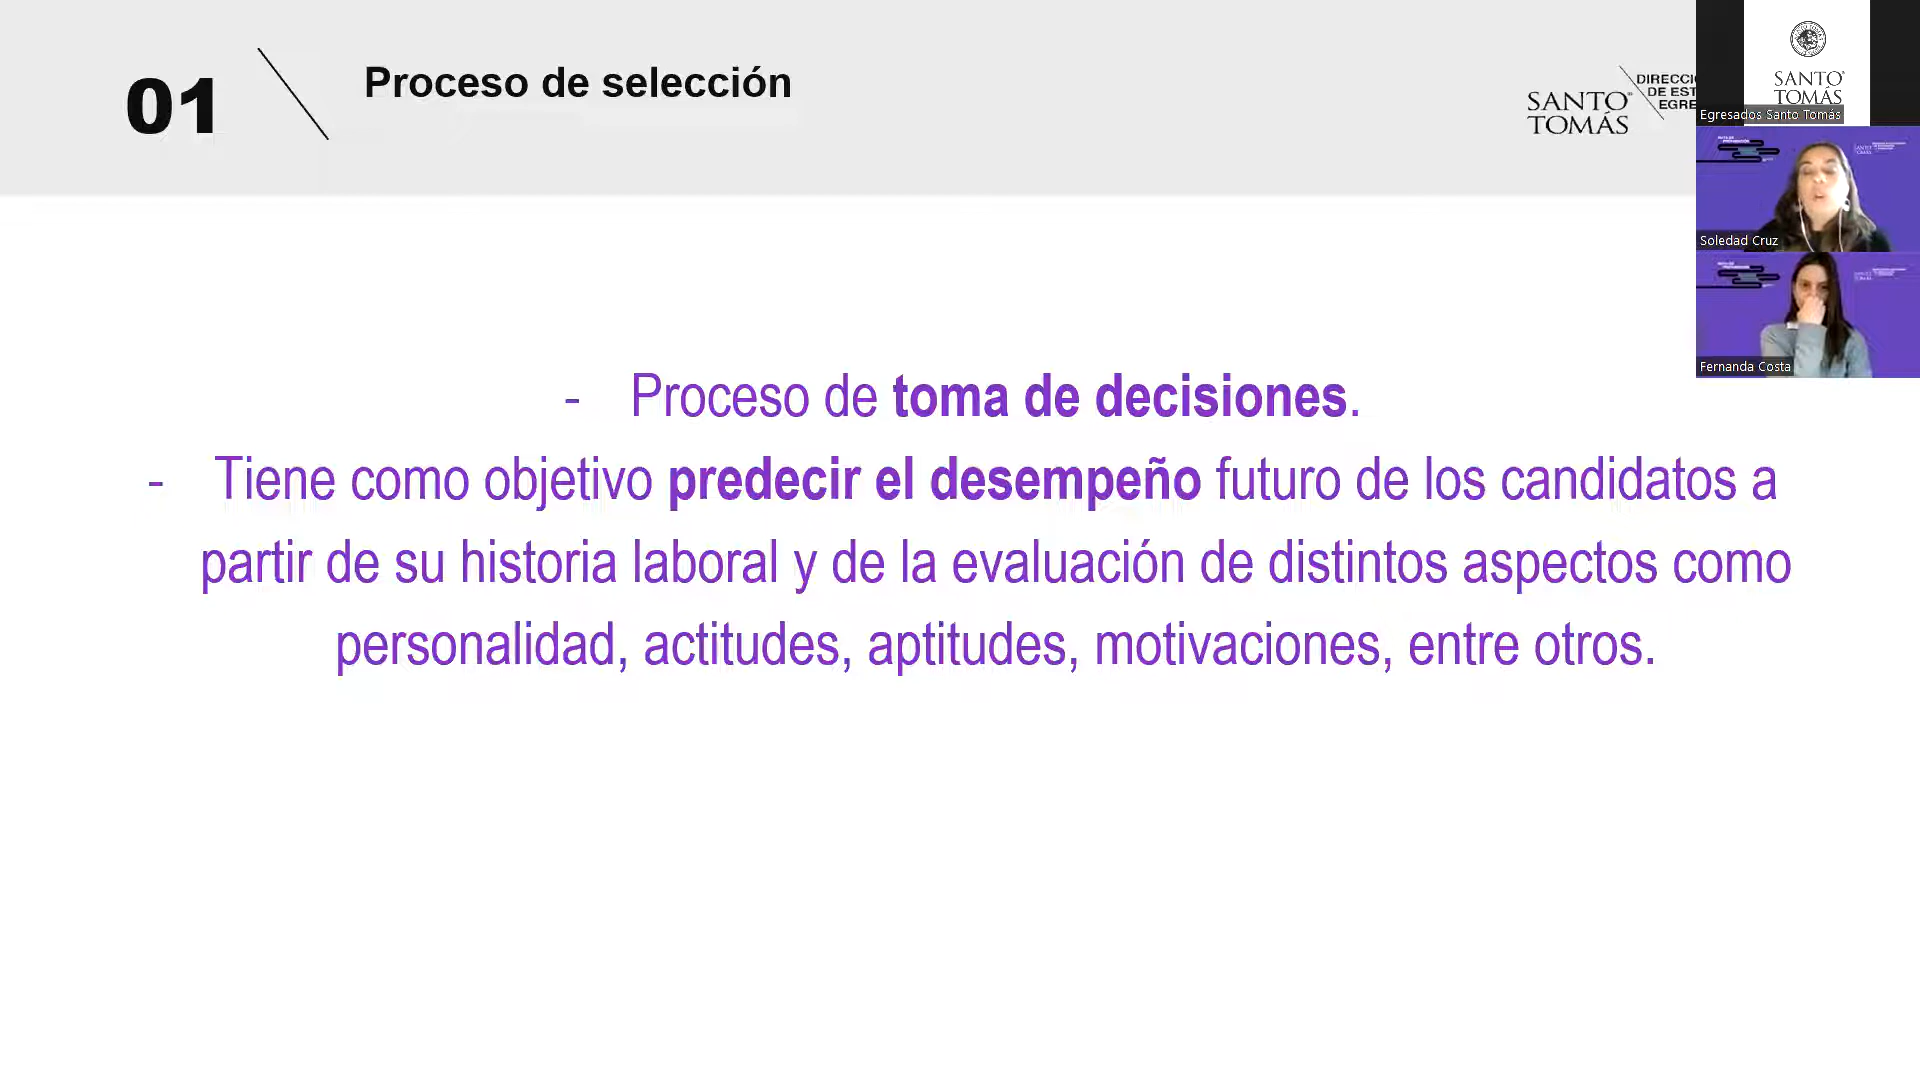 01
Proceso de selección
SANTO
TOMÁS
SANTO
TOMÁS
Egresados Santo Tomás
Soledad Cruz
Fernanda Costa
- Proceso de toma de decisiones.
- Tiene como objetivo predecir el desempeño futuro de los candidatos a
partir de su historia laboral y de la evaluación de distintos aspectos como
personalidad, actitudes, aptitudes, motivaciones, entre otros.